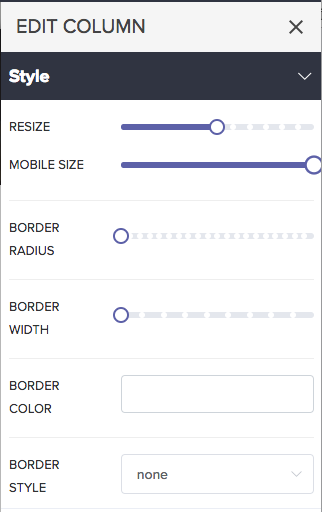 EDIT COLUMN
Style
RESIZE
MOBILE SIZE
BORDER
RADIUS
BORDER
WIDTH
BORDER
COLOR
BORDER
STYLE
none